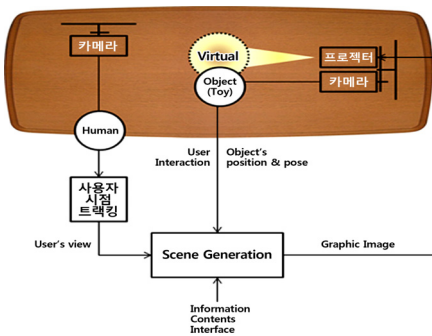 카메라
Virtual
Object
(Toy)
프로젝터
카메라
Human
User
Interaction
Object's
position & pose
사용자
시점
트랙킹
User's view
Scene Generation
Graphic Image
Information
Contents
Interface